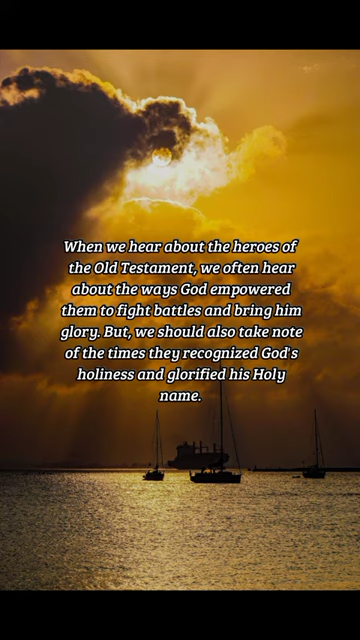 When we hear about the heroes of
the Old Testament, we often hear
about the ways God empowered
them to fight battles and bring him
glory. But, we should also take note
of the times they recognized God's
holiness and glorified his Holy
name.